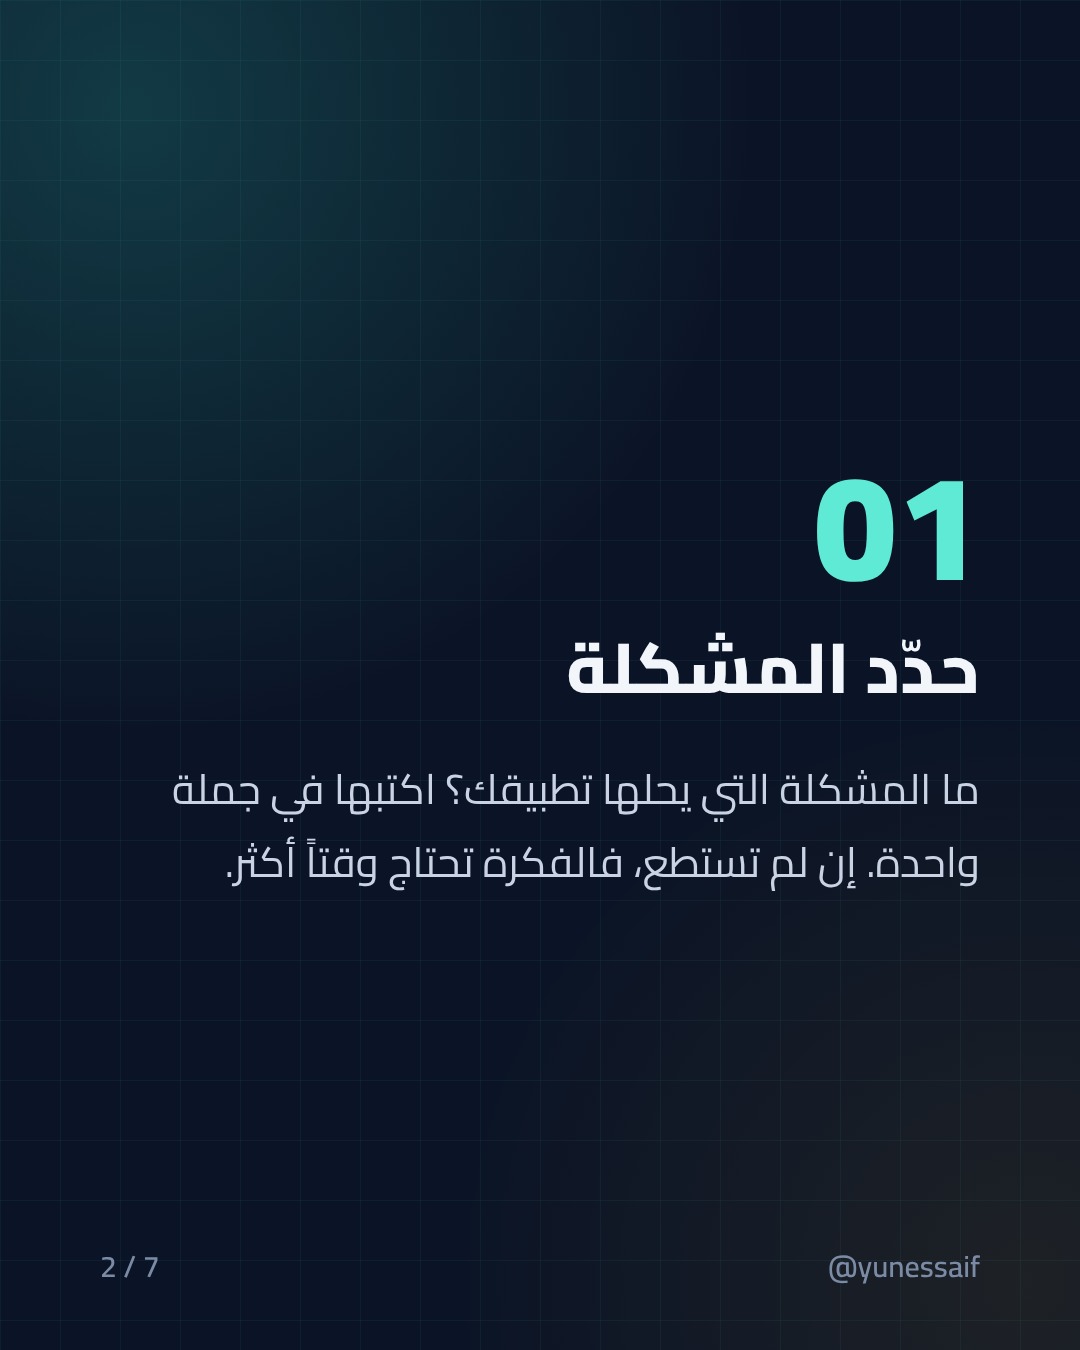 01
حدّد المشكلة
ما المشكلة التي يحلها تطبيقك؟ اكتبها في جملة
واحدة. إن لم تستطع، فالفكرة تحتاج وقتاً أكثر.
@yunessaif
2 / 7